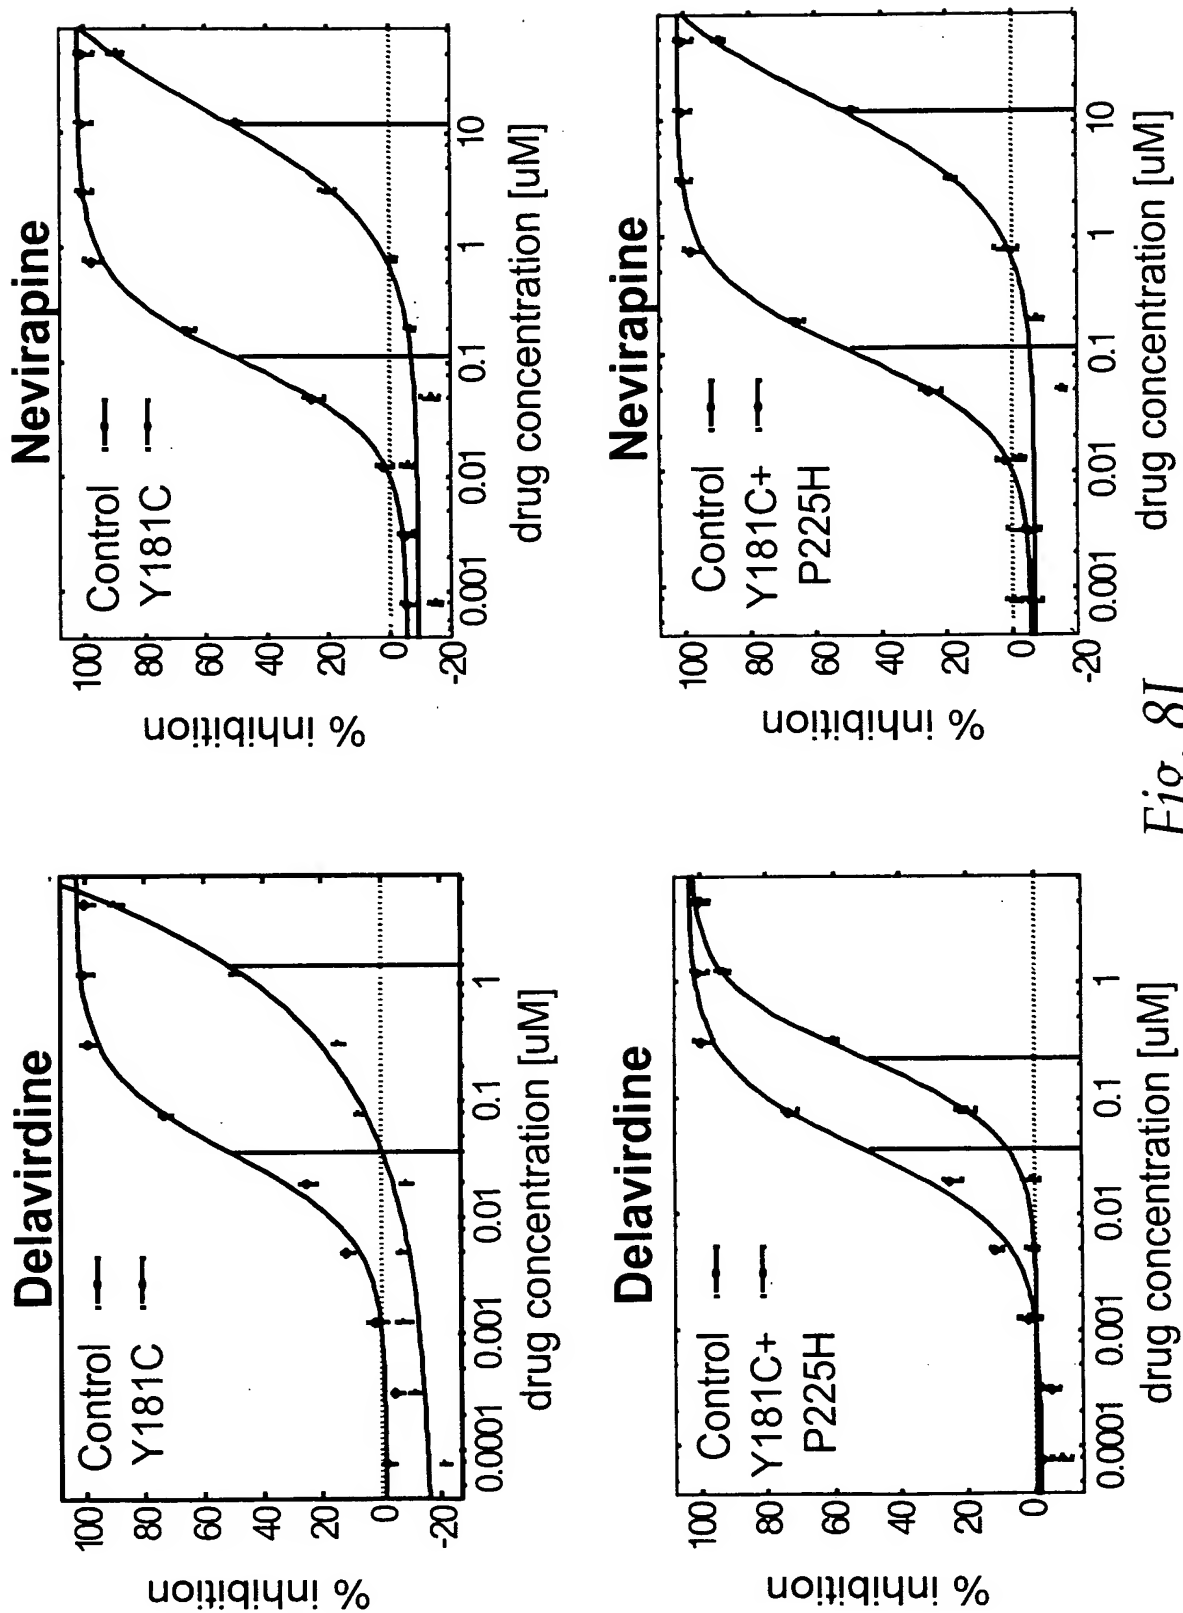 Delavirdine
% inhibition
100
80
60
40
20
0
-20
Control
Y181C
0.0001 0.001 0.01 0.1 1
drug concentration [uM]
Nevirapine
% inhibition
100
80
60
40
20
0
-20
Control
Y181C
0.001 0.01 0.1 1 10
drug concentration [uM]
Delavirdine
% inhibition
100
80
60
40
20
0
Control
Y181C+
P225H
0.0001 0.001 0.01 0.1 1
drug concentration [uM]
Nevirapine
% inhibition
100
80
60
40
20
0
-20
Control
Y181C+
P225H
0.001 0.01 0.1 1 10
drug concentration [uM]
Fig.